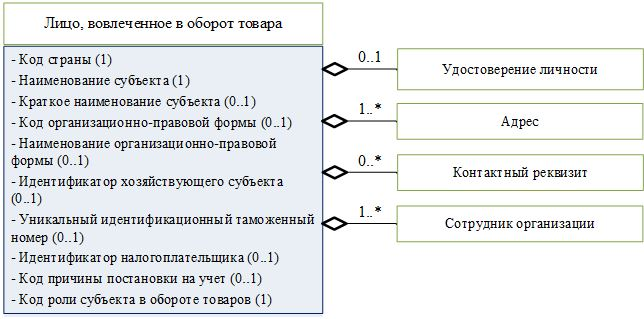 Лицо, вовлеченное в оборот товара
- Код страны (1)
- Наименование субъекта (1)
- Краткое наименование субъекта (0..1)
- Код организационно-правовой формы (0..1)
- Наименование организационно-правовой
формы (0..1)
- Идентификатор хозяйствующего субъекта
(0..1)
- Уникальный идентификационный таможенный
номер (0..1)
- Идентификатор налогоплательщика (0..1)
- Код причины постановки на учет (0..1)
- Код роли субъекта в обороте товаров (1)
0..1
Удостоверение личности
1..*
Адрес
0..*
Контактный реквизит
1..*
Сотрудник организации